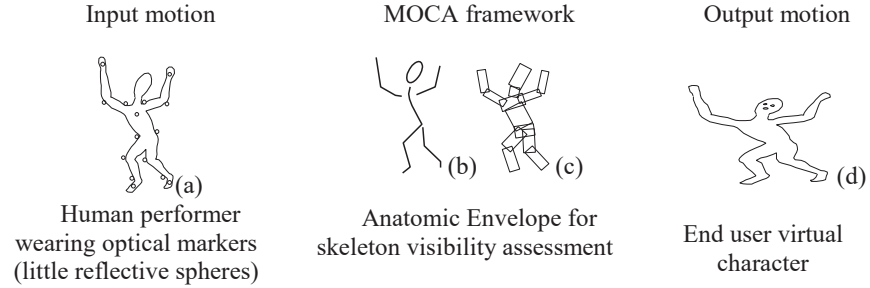 Input motion
MOCA framework
Output motion
(a)
(b)
(c)
(d)
Human performer
wearing optical markers
(little reflective spheres)
Anatomic Envelope for
skeleton visibility assessment
End user virtual
character